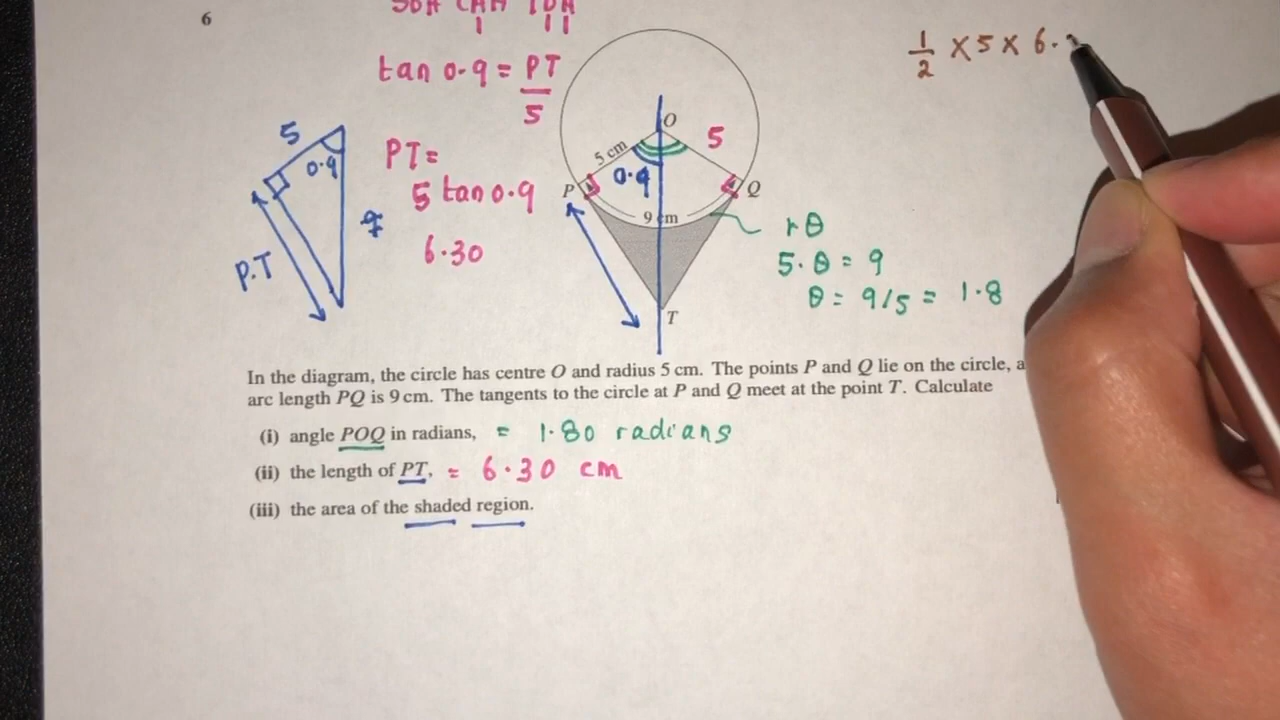 6
SOH CAH TOA
tan 0.9 = PT
5
1/2 × 5 × 6.
5
0.9
P.T
PT =
5 tan 0.9
6.30
O
5 cm
5
0.9
P
Q
9 cm
T
rθ
5.θ = 9
θ = 9/5 = 1.8
In the diagram, the circle has centre O and radius 5 cm. The points P and Q lie on the circle, a
arc length PQ is 9 cm. The tangents to the circle at P and Q meet at the point T. Calculate
(i) angle POQ in radians, = 1.80 radians
(ii) the length of PT, = 6.30 cm
(iii) the area of the shaded region.